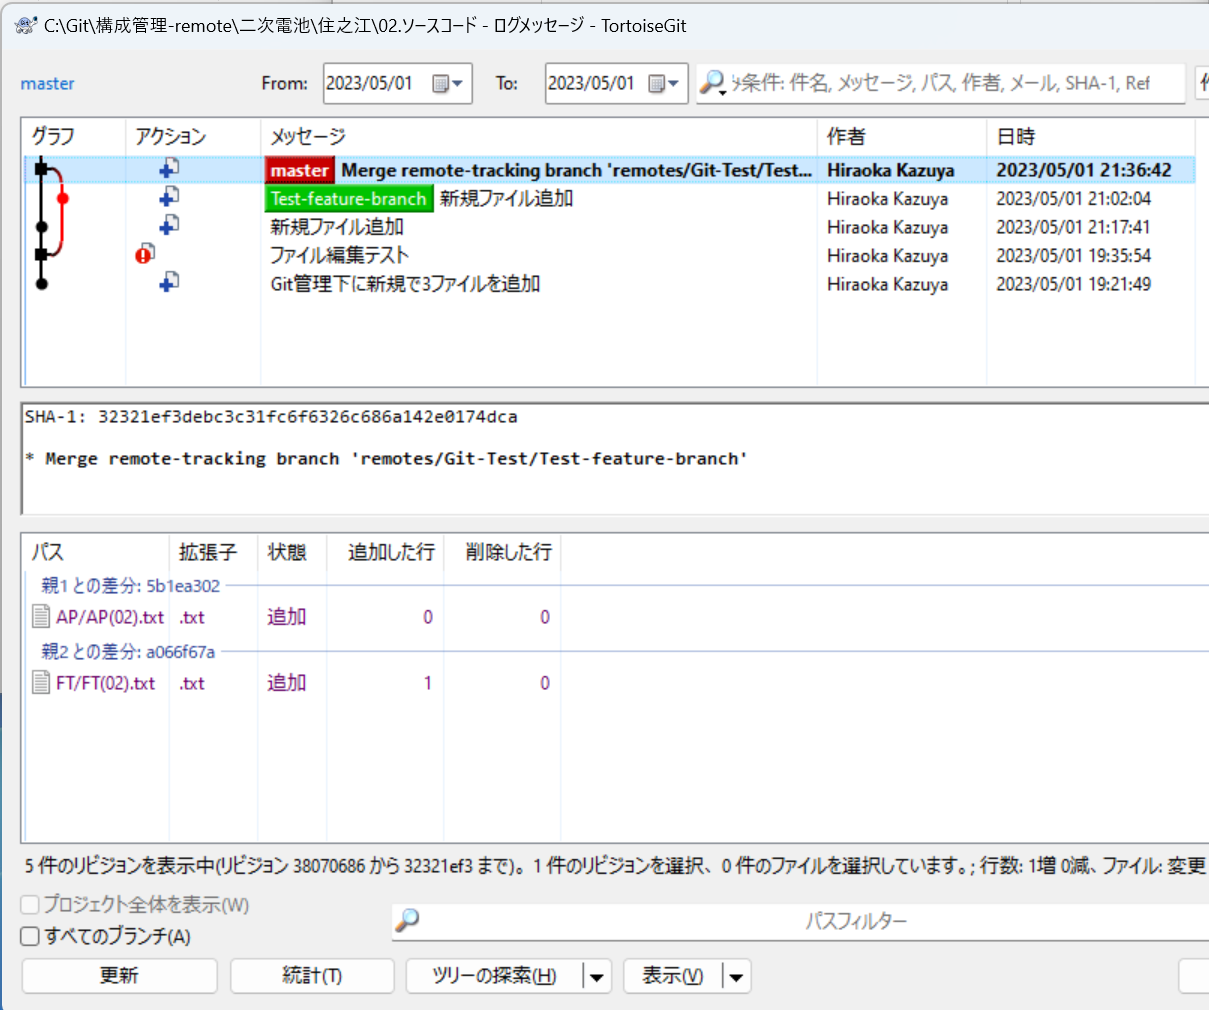 C:\Git\構成管理-remote\二次電池\住之江\02.ソースコード - ログメッセージ - TortoiseGit
master From: 2023/05/01 To: 2023/05/01 条件: 件名, メッセージ, パス, 作者, メール, SHA-1, Ref
グラフ アクション メッセージ 作者 日時
master Merge remote-tracking branch 'remotes/Git-Test/Test... Hiraoka Kazuya 2023/05/01 21:36:42
Test-feature-branch 新規ファイル追加 Hiraoka Kazuya 2023/05/01 21:02:04
新規ファイル追加 Hiraoka Kazuya 2023/05/01 21:17:41
ファイル編集テスト Hiraoka Kazuya 2023/05/01 19:35:54
Git管理下に新規で3ファイルを追加 Hiraoka Kazuya 2023/05/01 19:21:49
SHA-1: 32321ef3debc3c31fc6f6326c686a142e0174dca
* Merge remote-tracking branch 'remotes/Git-Test/Test-feature-branch'
パス 拡張子 状態 追加した行 削除した行
親1 との差分: 5b1ea302
AP/AP(02).txt .txt 追加 0 0
親2 との差分: a066f67a
FT/FT(02).txt .txt 追加 1 0
5 件のリビジョンを表示中(リビジョン 38070686 から 32321ef3 まで)。1 件のリビジョンを選択、0 件のファイルを選択しています。; 行数: 1増 0減、ファイル: 変更
プロジェクト全体を表示(W)
パスフィルター
すべてのブランチ(A)
更新 統計(T) ツリーの探索(H) 表示(V)